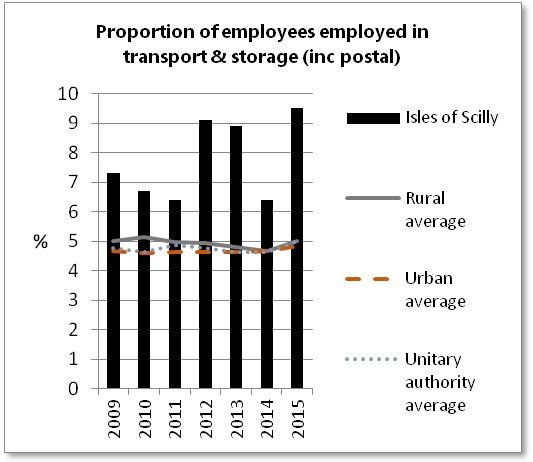 Proportion of employees employed in
transport & storage (inc postal)
10
9
8
7
6
5
4
3
2
1
0
%
2009
2010
2011
2012
2013
2014
2015
Isles of Scilly
Rural
average
Urban
average
Unitary
authority
average